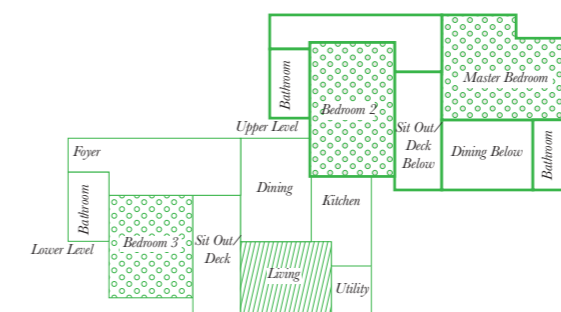 Master Bedroom
Bathroom
Bedroom 2
Upper Level
Sit Out/
Deck
Below
Dining Below
Bathroom
Foyer
Dining
Kitchen
Bathroom
Lower Level
Bedroom 3
Sit Out/
Deck
Living
Utility